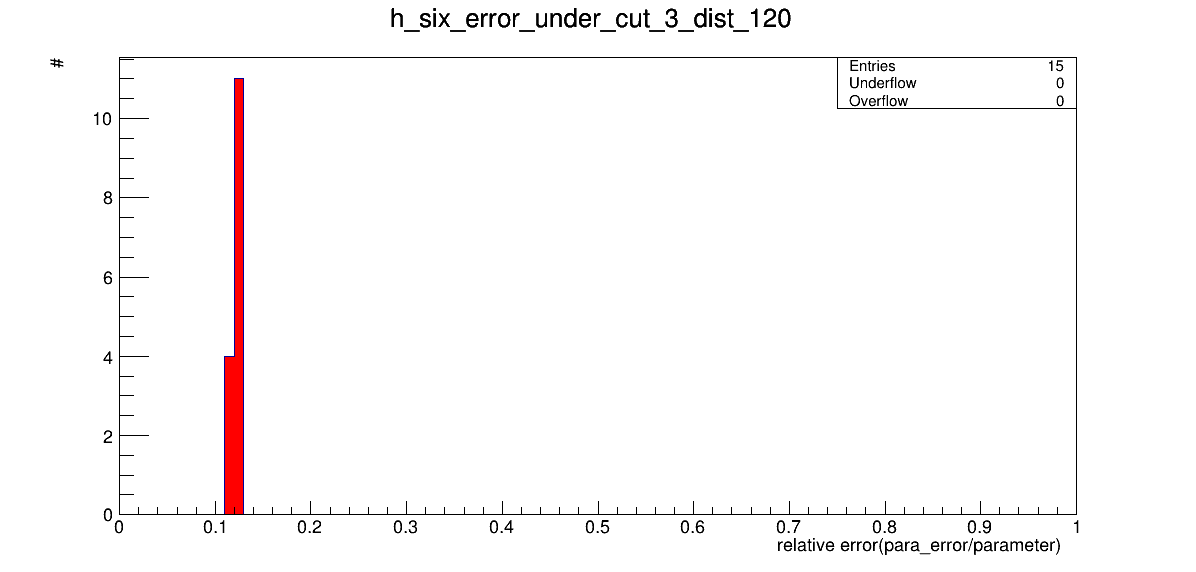 h_six_error_under_cut_3_dist_120
#
Entries 15
Underflow 0
Overflow 0
10
8
6
4
2
0
0 0.1 0.2 0.3 0.4 0.5 0.6 0.7 0.8 0.9 1
relative error(para_error/parameter)